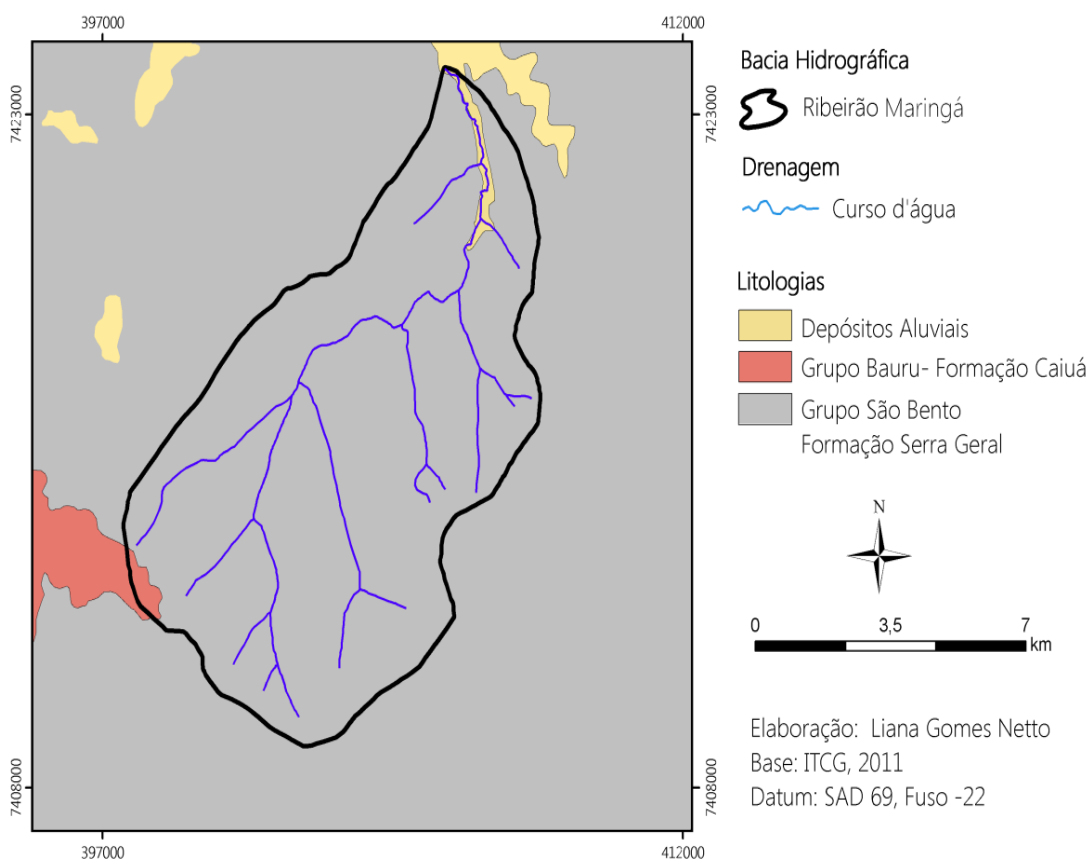 397000
412000
7423000
7423000
7408000
7408000
397000
412000
Bacia Hidrográfica
Ribeirão Maringá
Drenagem
Curso d'água
Litologias
Depósitos Aluviais
Grupo Bauru- Formação Caiuá
Grupo São Bento
Formação Serra Geral
N
0 3,5 7
km
Elaboração: Liana Gomes Netto
Base: ITCG, 2011
Datum: SAD 69, Fuso -22